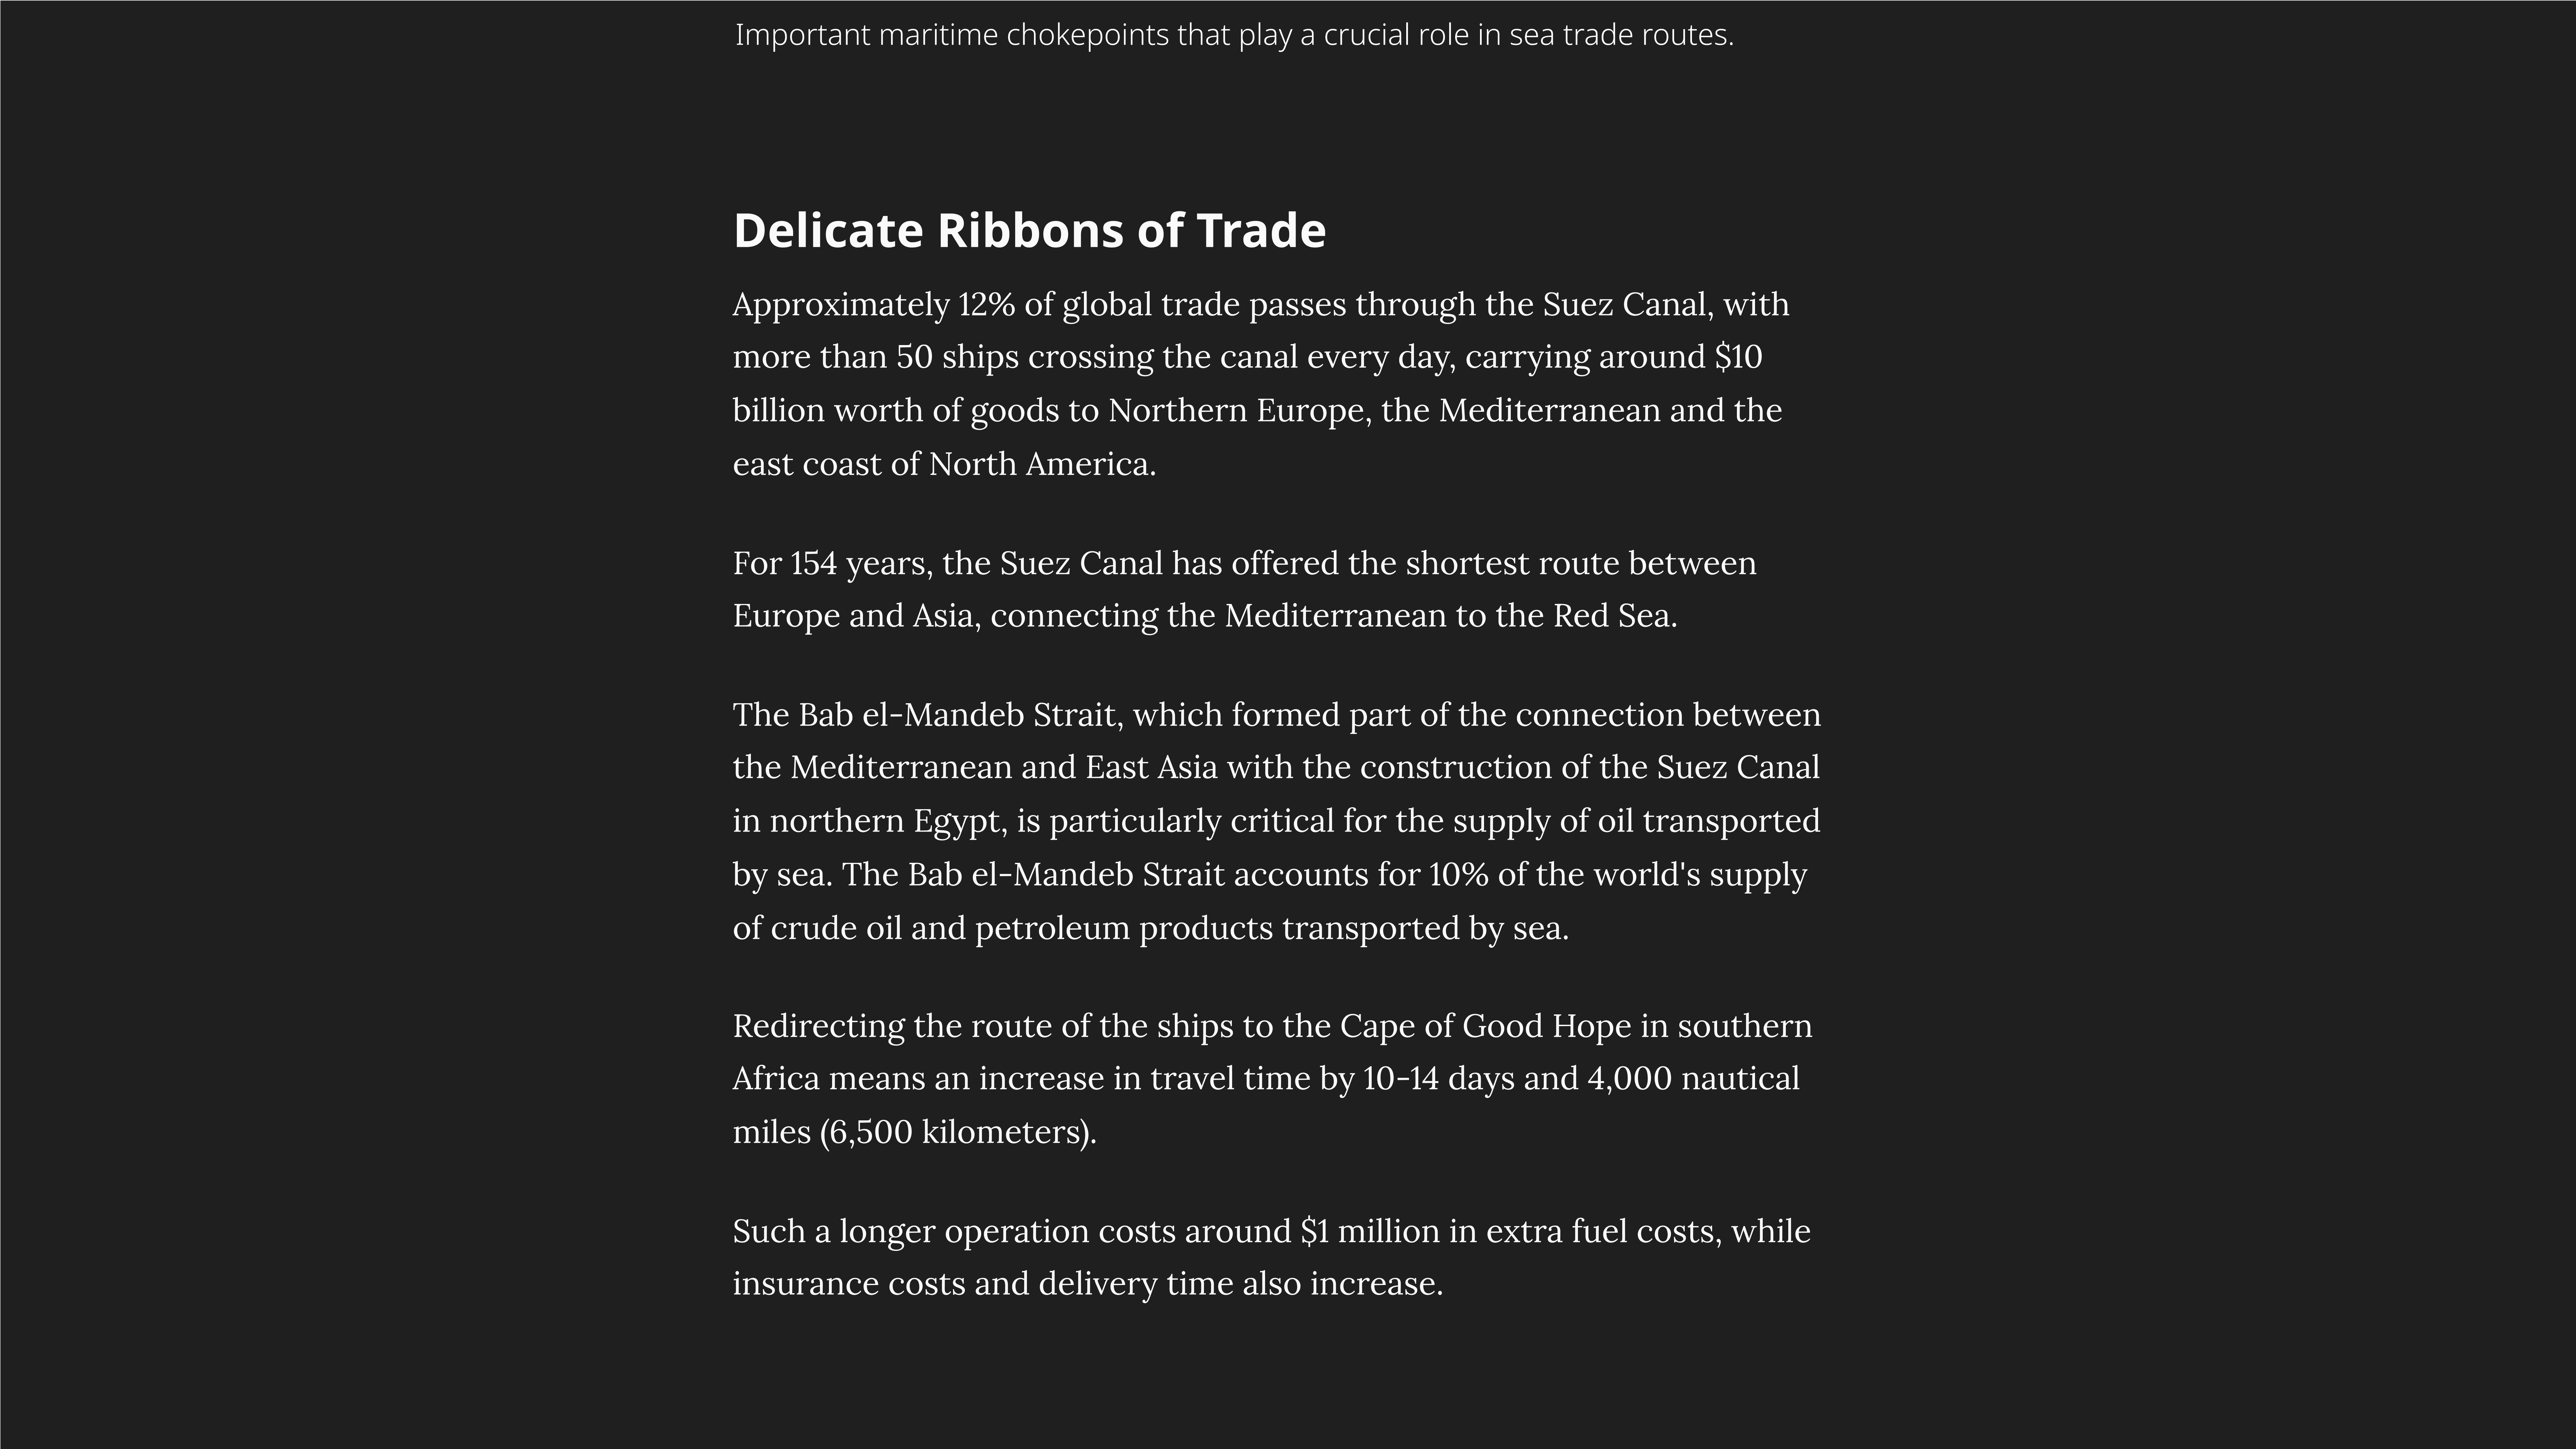 Important maritime chokepoints that play a crucial role in sea trade routes.
Delicate Ribbons of Trade
Approximately 12% of global trade passes through the Suez Canal, with
more than 50 ships crossing the canal every day, carrying around $10
billion worth of goods to Northern Europe, the Mediterranean and the
east coast of North America.
For 154 years, the Suez Canal has offered the shortest route between
Europe and Asia, connecting the Mediterranean to the Red Sea.
The Bab el-Mandeb Strait, which formed part of the connection between
the Mediterranean and East Asia with the construction of the Suez Canal
in northern Egypt, is particularly critical for the supply of oil transported
by sea. The Bab el-Mandeb Strait accounts for 10% of the world's supply
of crude oil and petroleum products transported by sea.
Redirecting the route of the ships to the Cape of Good Hope in southern
Africa means an increase in travel time by 10-14 days and 4,000 nautical
miles (6,500 kilometers).
Such a longer operation costs around $1 million in extra fuel costs, while
insurance costs and delivery time also increase.